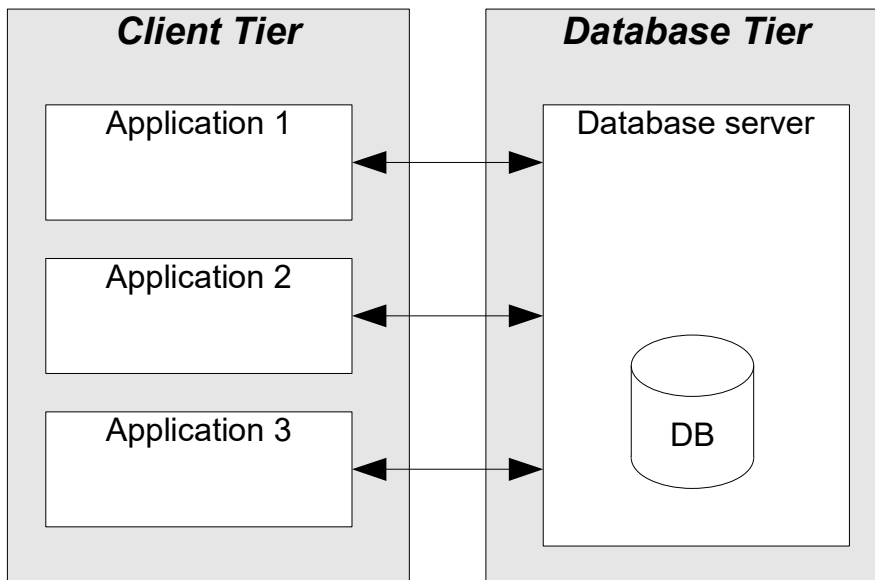 Client Tier
Application 1
Application 2
Application 3
Database Tier
Database server
DB